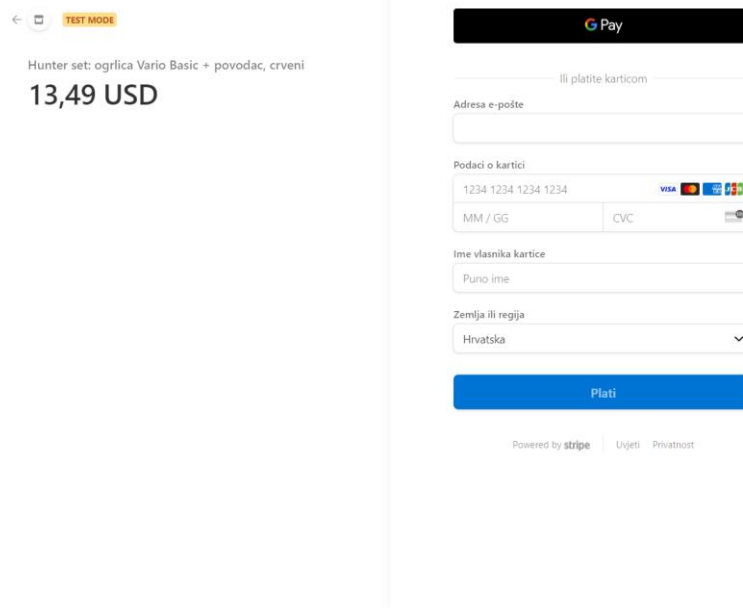 TEST MODE
Hunter set: ogrlica Vario Basic + povodac, crveni
13,49 USD
G Pay
Ili platite karticom
Adresa e-pošte
Podaci o kartici
1234 1234 1234 1234 VISA
MM / GG CVC
Ime vlasnika kartice
Puno ime
Zemlja ili regija
Hrvatska
Plati
Powered by stripe Uvjeti Privatnost